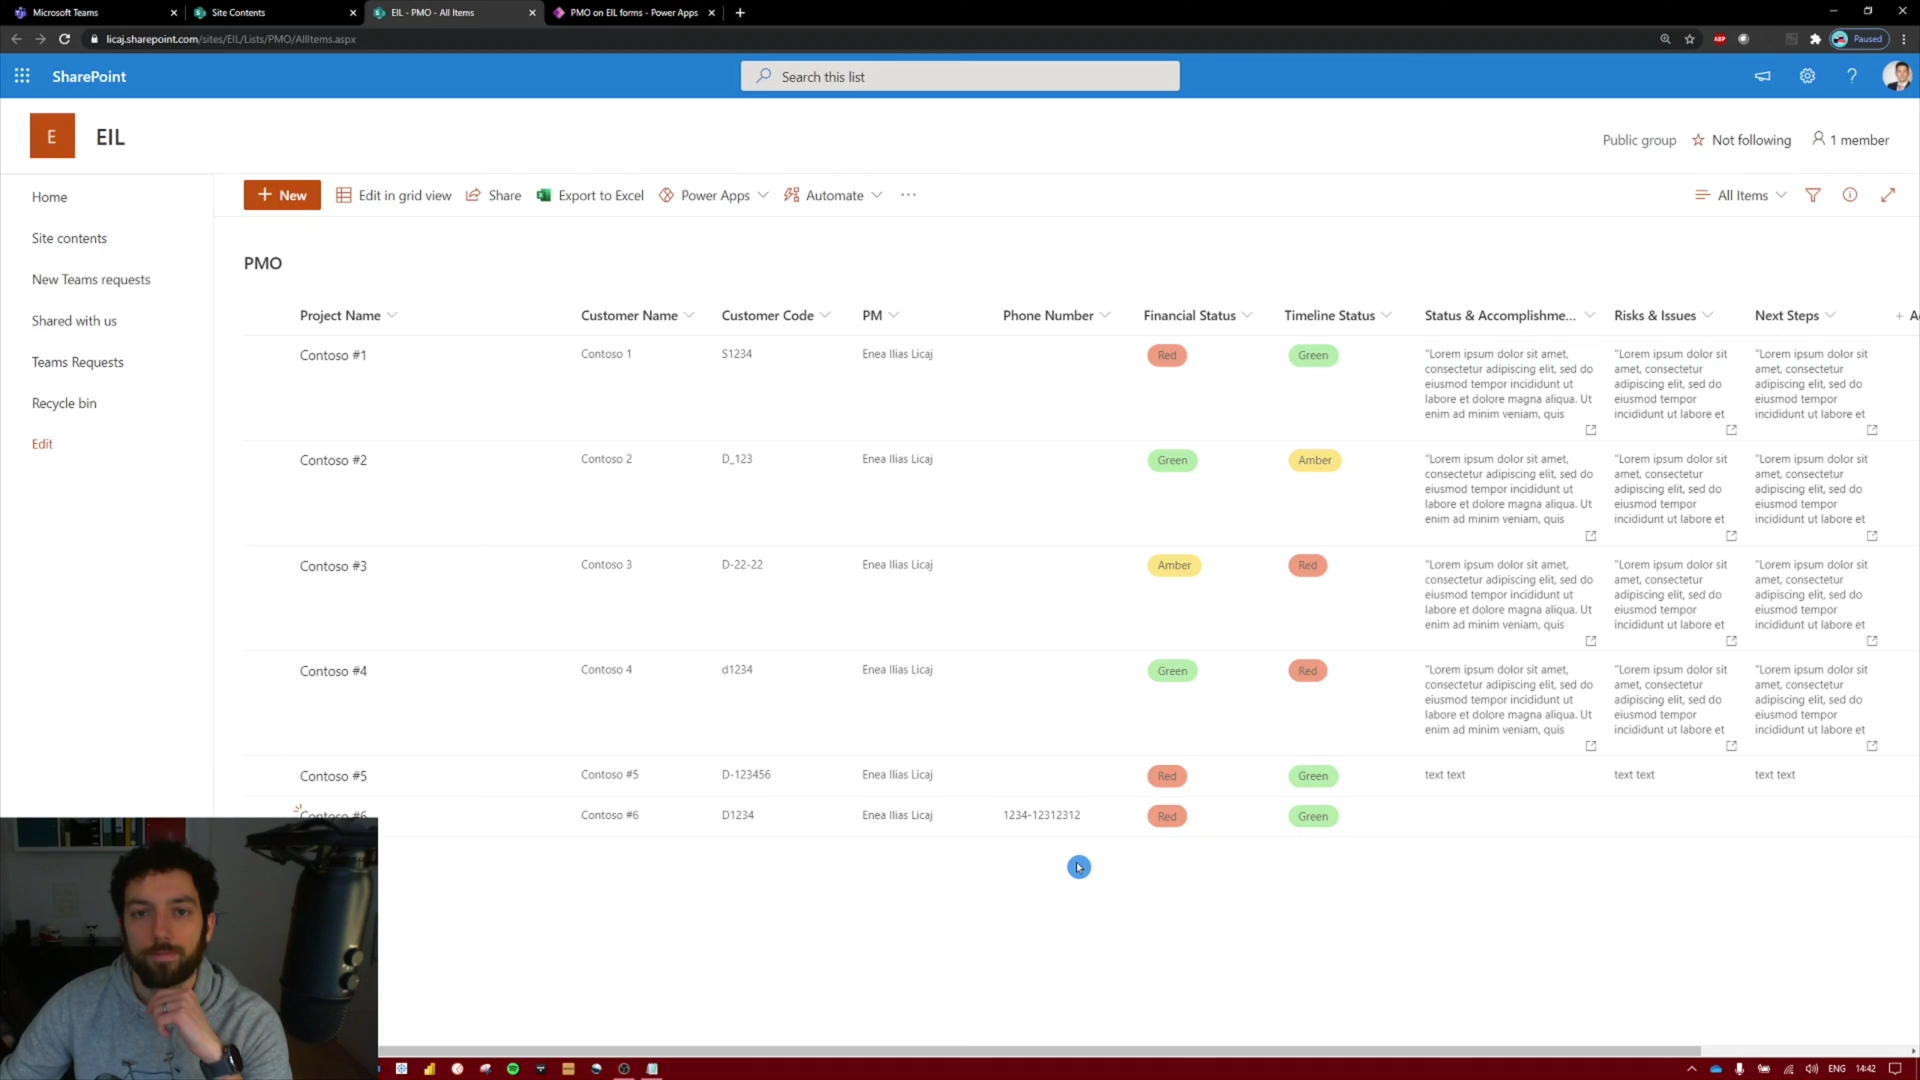 Microsoft Teams
Site Contents
EIL - PMO - All Items
PMO on EIL forms - Power Apps
licaj.sharepoint.com/sites/EIL/Lists/PMO/AllItems.aspx
ABP
Paused
SharePoint
Search this list
E
EIL
Public group
Not following
1 member
Home
Site contents
New Teams requests
Shared with us
Teams Requests
Recycle bin
Edit
New
Edit in grid view
Share
Export to Excel
Power Apps
Automate
All Items
PMO
Project Name
Customer Name
Customer Code
PM
Phone Number
Financial Status
Timeline Status
Status & Accomplishme...
Risks & Issues
Next Steps
Contoso #1
Contoso 1
S1234
Enea Ilias Licaj
Red
Green
"Lorem ipsum dolor sit amet,
consectetur adipiscing elit, sed do
eiusmod tempor incididunt ut
labore et dolore magna aliqua. Ut
enim ad minim veniam, quis
"Lorem ipsum dolor sit
amet, consectetur
adipiscing elit, sed do
eiusmod tempor
incididunt ut labore et
"Lorem ipsum dolor sit
amet, consectetur
adipiscing elit, sed do
eiusmod tempor
incididunt ut labore et
Contoso #2
Contoso 2
D_123
Enea Ilias Licaj
Green
Amber
"Lorem ipsum dolor sit amet,
consectetur adipiscing elit, sed do
eiusmod tempor incididunt ut
labore et dolore magna aliqua. Ut
enim ad minim veniam, quis
"Lorem ipsum dolor sit
amet, consectetur
adipiscing elit, sed do
eiusmod tempor
incididunt ut labore et
"Lorem ipsum dolor sit
amet, consectetur
adipiscing elit, sed do
eiusmod tempor
incididunt ut labore et
Contoso #3
Contoso 3
D-22-22
Enea Ilias Licaj
Amber
Red
"Lorem ipsum dolor sit amet,
consectetur adipiscing elit, sed do
eiusmod tempor incididunt ut
labore et dolore magna aliqua. Ut
enim ad minim veniam, quis
"Lorem ipsum dolor sit
amet, consectetur
adipiscing elit, sed do
eiusmod tempor
incididunt ut labore et
"Lorem ipsum dolor sit
amet, consectetur
adipiscing elit, sed do
eiusmod tempor
incididunt ut labore et
Contoso #4
Contoso 4
d1234
Enea Ilias Licaj
Green
Red
"Lorem ipsum dolor sit amet,
consectetur adipiscing elit, sed do
eiusmod tempor incididunt ut
labore et dolore magna aliqua. Ut
enim ad minim veniam, quis
"Lorem ipsum dolor sit
amet, consectetur
adipiscing elit, sed do
eiusmod tempor
incididunt ut labore et
"Lorem ipsum dolor sit
amet, consectetur
adipiscing elit, sed do
eiusmod tempor
incididunt ut labore et
Contoso #5
Contoso #5
D-123456
Enea Ilias Licaj
Red
Green
text text
text text
text text
Contoso #6
Contoso #6
D1234
Enea Ilias Licaj
1234-12312312
Red
Green
ENG
14:42